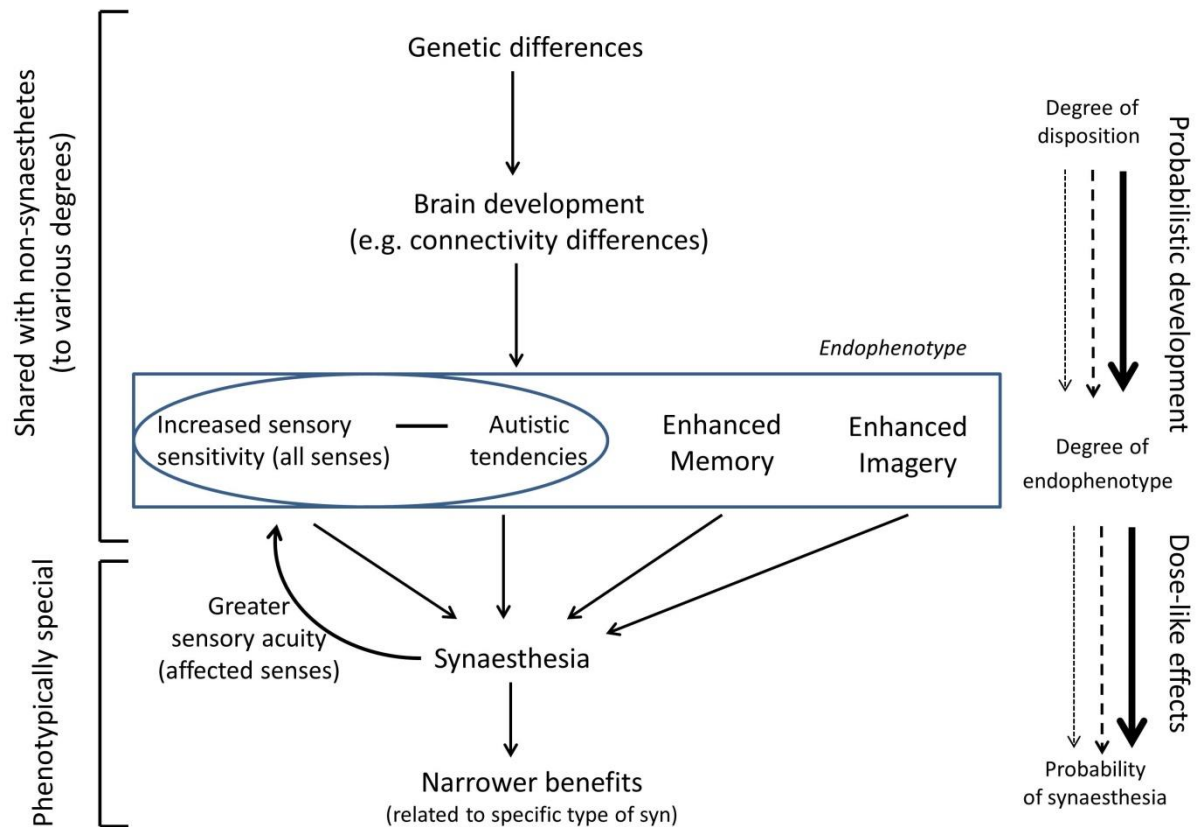 Shared with non-synaesthetes
(to various degrees)
Phenotypically special
Genetic differences
Brain development
(e.g. connectivity differences)
Endophenotype
Increased sensory
sensitivity (all senses)
Autistic
tendencies
Enhanced
Memory
Enhanced
Imagery
Greater
sensory acuity
(affected senses)
Synaesthesia
Narrower benefits
(related to specific type of syn)
Degree of
disposition
Degree of
endophenotype
Probability
of synaesthesia
Probabilistic development
Dose-like effects